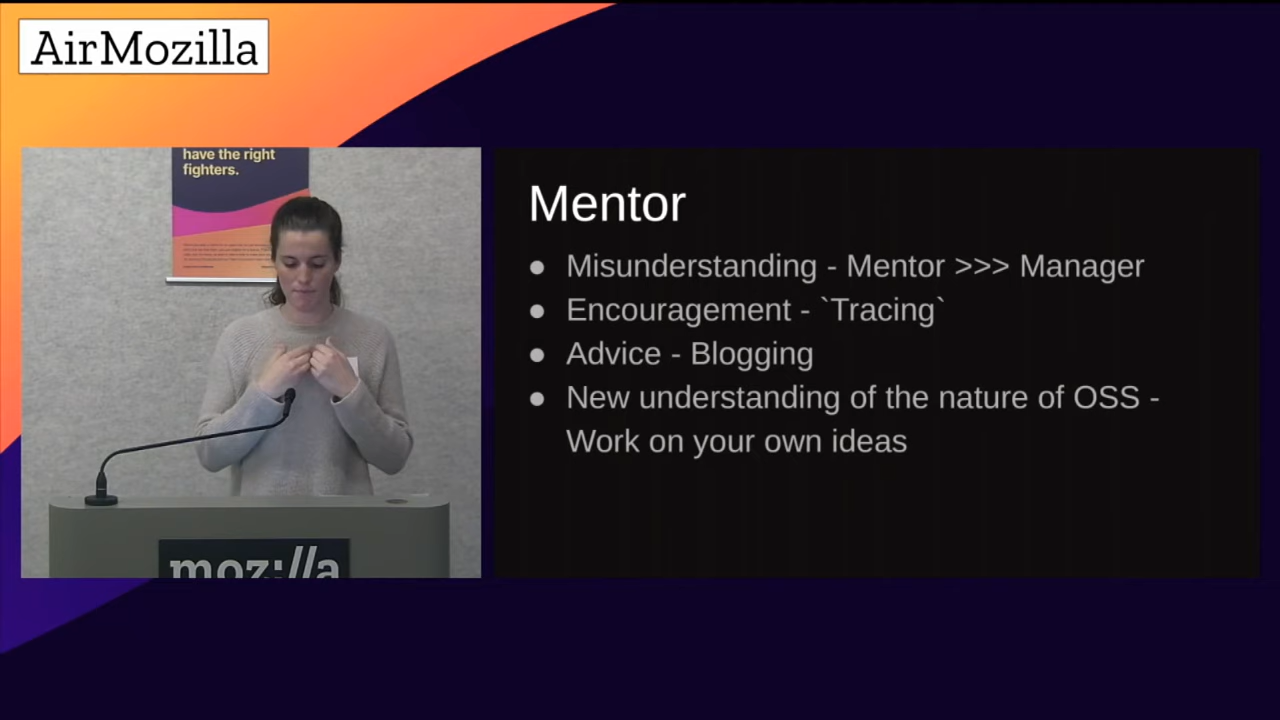 AirMozilla
have the right
fighters.
Mentor
● Misunderstanding - Mentor >>> Manager
● Encouragement - `Tracing`
● Advice - Blogging
● New understanding of the nature of OSS -
Work on your own ideas
moz://a